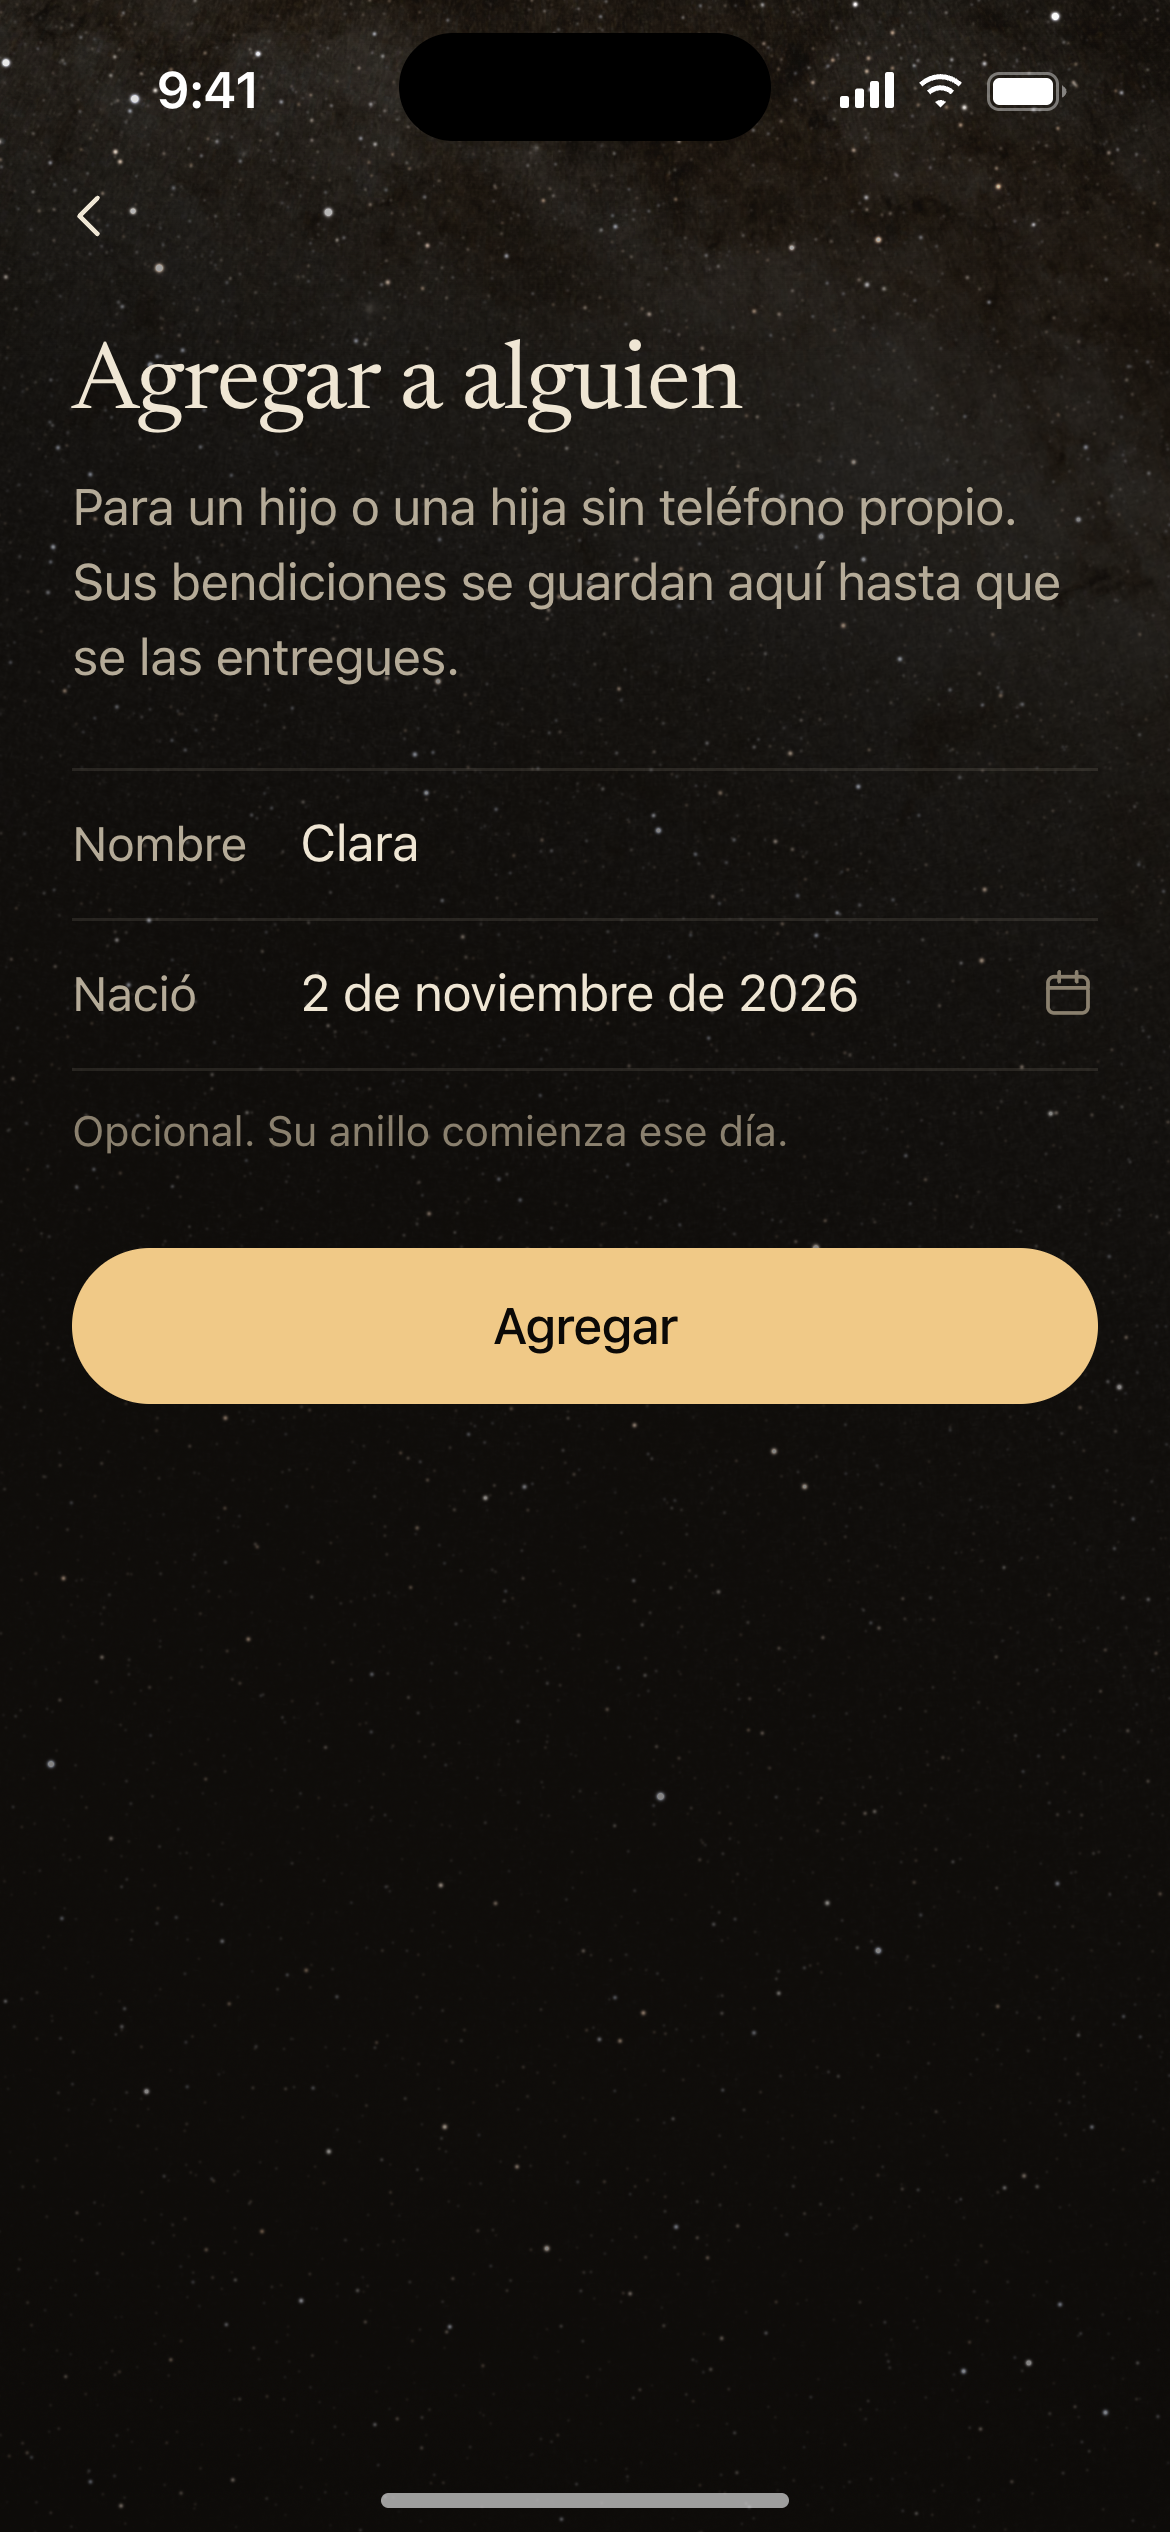 9:41
Agregar a alguien
Para un hijo o una hija sin teléfono propio.
Sus bendiciones se guardan aquí hasta que
se las entregues.
Nombre Clara
Nació 2 de noviembre de 2026
Opcional. Su anillo comienza ese día.
Agregar